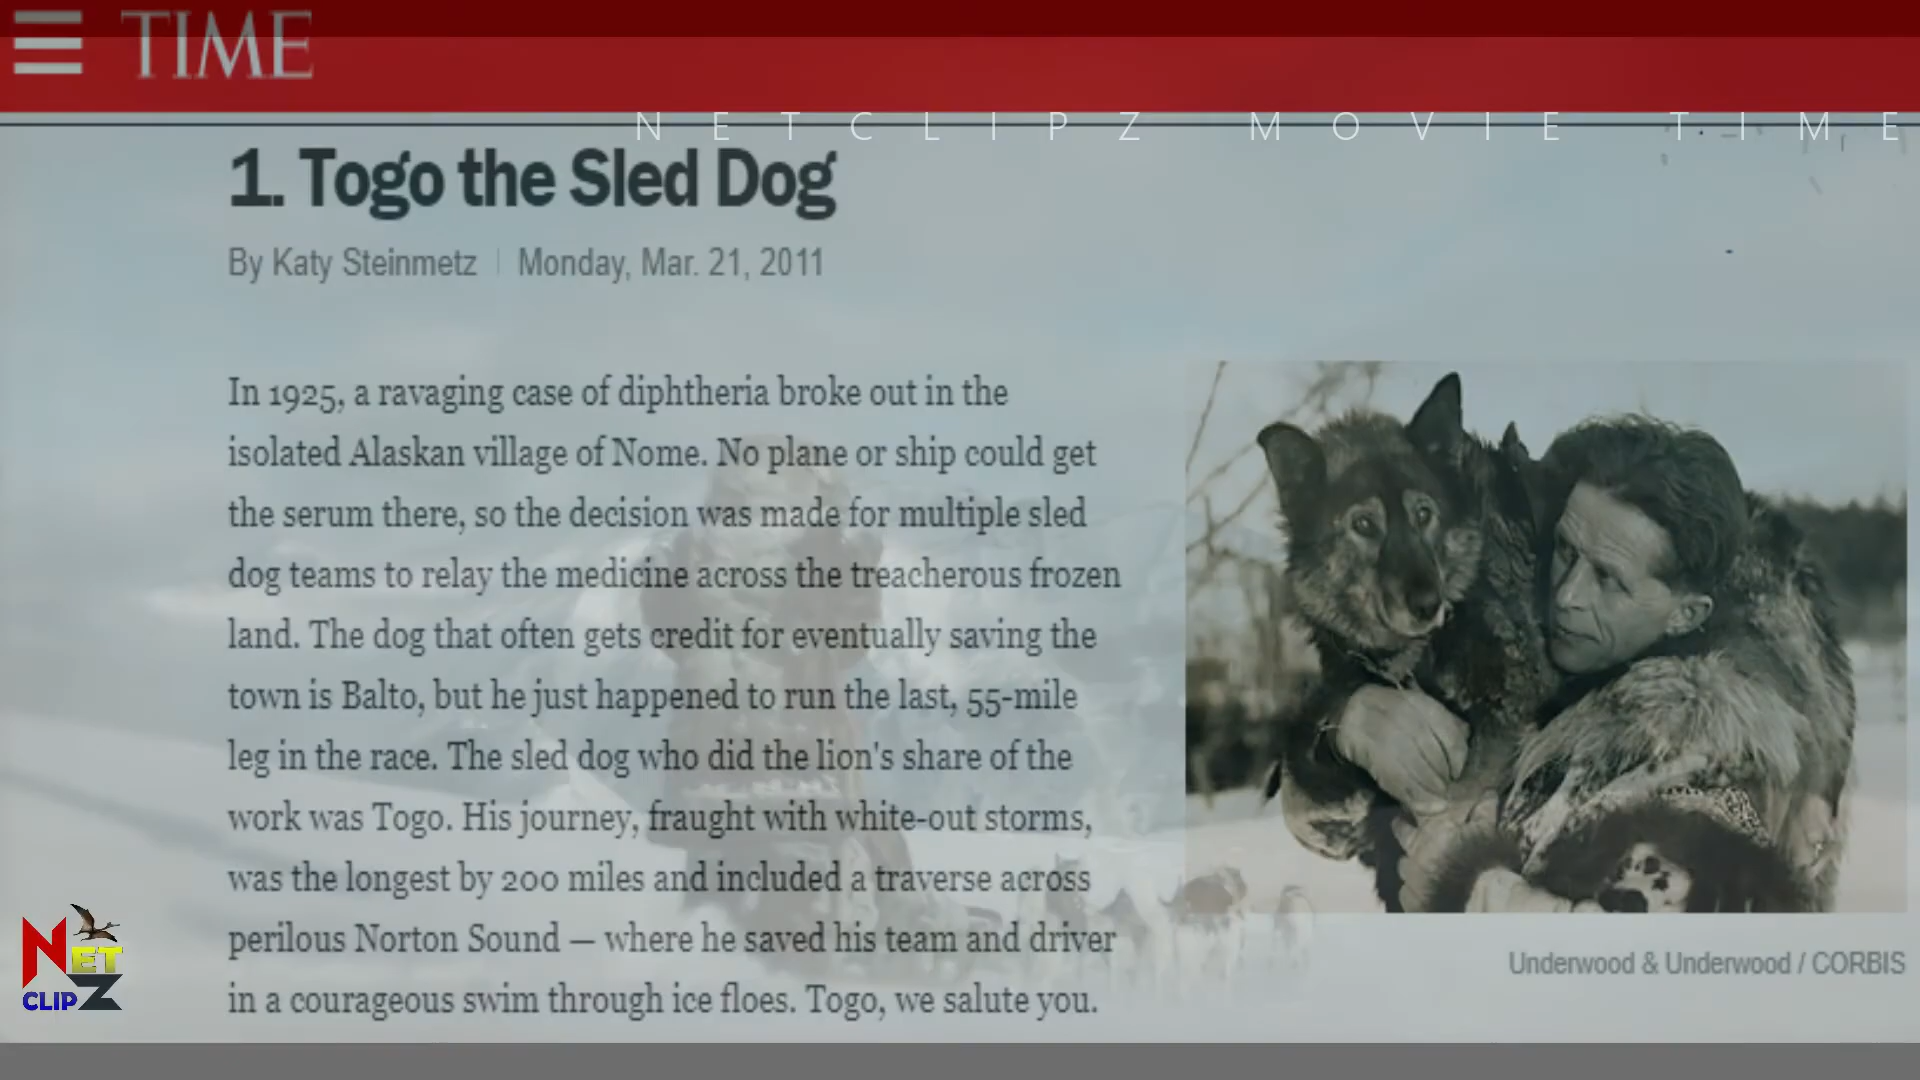 TIME
NETCLIPZ MOVIE TIME
1. Togo the Sled Dog
By Katy Steinmetz | Monday, Mar. 21, 2011
In 1925, a ravaging case of diphtheria broke out in the
isolated Alaskan village of Nome. No plane or ship could get
the serum there, so the decision was made for multiple sled
dog teams to relay the medicine across the treacherous frozen
land. The dog that often gets credit for eventually saving the
town is Balto, but he just happened to run the last, 55-mile
leg in the race. The sled dog who did the lion's share of the
work was Togo. His journey, fraught with white-out storms,
was the longest by 200 miles and included a traverse across
perilous Norton Sound — where he saved his team and driver
in a courageous swim through ice floes. Togo, we salute you.
Underwood & Underwood / CORBIS
NET
CLIPZ